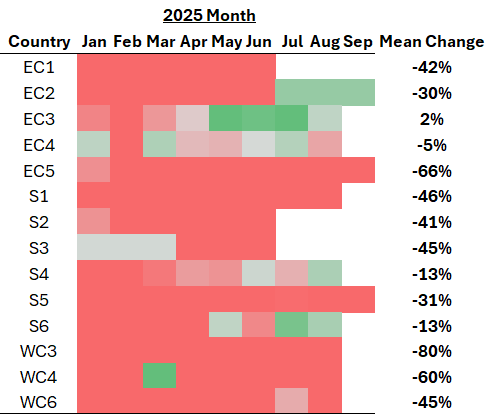 2025 Month
Country Jan Feb Mar Apr May Jun Jul Aug Sep Mean Change
EC1 -42%
EC2 -30%
EC3 2%
EC4 -5%
EC5 -66%
S1 -46%
S2 -41%
S3 -45%
S4 -13%
S5 -31%
S6 -13%
WC3 -80%
WC4 -60%
WC6 -45%